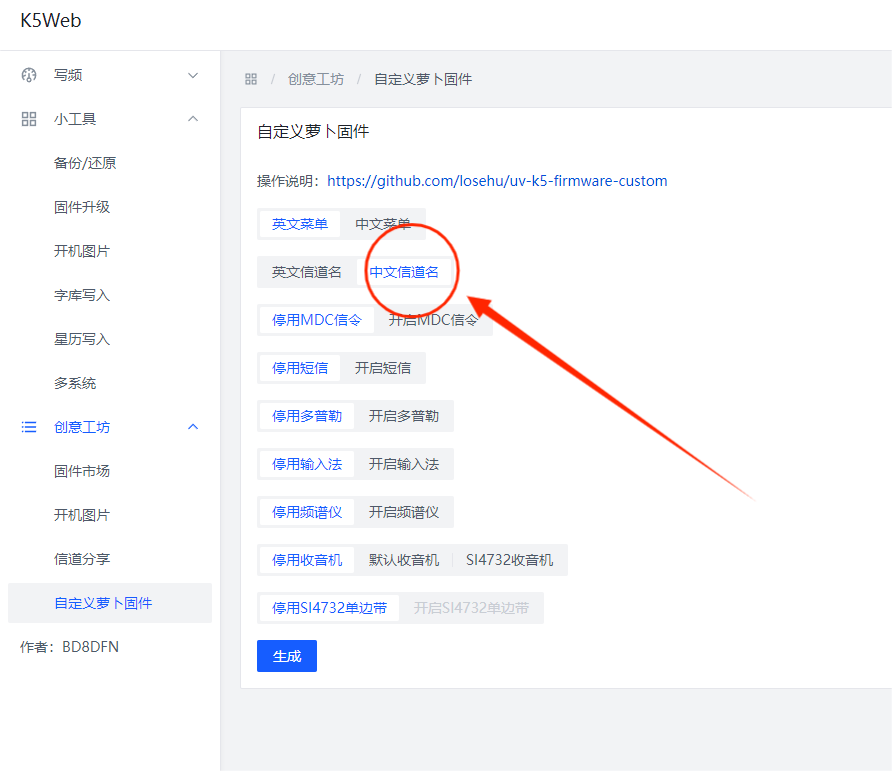 K5Web
写频
小工具
备份/还原
固件升级
开机图片
字库写入
星历写入
多系统
创意工坊
固件市场
开机图片
信道分享
自定义萝卜固件
作者：BD8DFN
/ 创意工坊 / 自定义萝卜固件
自定义萝卜固件
操作说明：https://github.com/losehu/uv-k5-firmware-custom
英文菜单 中文菜单
英文信道名 中文信道名
停用MDC信令 开启MDC信令
停用短信 开启短信
停用多普勒 开启多普勒
停用输入法 开启输入法
停用频谱仪 开启频谱仪
停用收音机 默认收音机 SI4732收音机
停用SI4732单边带 开启SI4732单边带
生成